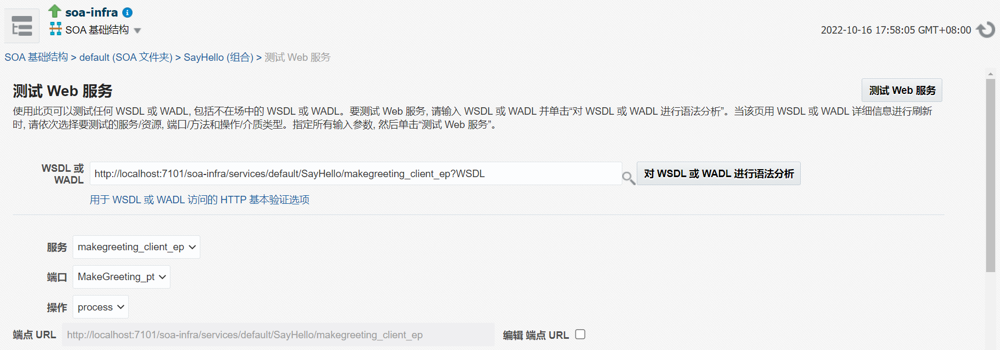 soa-infra
SOA 基础结构
2022-10-16 17:58:05 GMT+08:00
SOA 基础结构 > default (SOA 文件夹) > SayHello (组合) > 测试 Web 服务
测试 Web 服务
测试 Web 服务
使用此页可以测试任何 WSDL 或 WADL, 包括不在场中的 WSDL 或 WADL。要测试 Web 服务, 请输入 WSDL 或 WADL 并单击“对 WSDL 或 WADL 进行语法分析”。当该页用 WSDL 或 WADL 详细信息进行刷新
时, 请依次选择要测试的服务/资源, 端口/方法和操作/介质类型。指定所有输入参数, 然后单击“测试 Web 服务”。
WSDL 或
WADL
http://localhost:7101/soa-infra/services/default/SayHello/makegreeting_client_ep?WSDL
对 WSDL 或 WADL 进行语法分析
用于 WSDL 或 WADL 访问的 HTTP 基本验证选项
服务 makegreeting_client_ep
端口 MakeGreeting_pt
操作 process
端点 URL http://localhost:7101/soa-infra/services/default/SayHello/makegreeting_client_ep 编辑 端点 URL